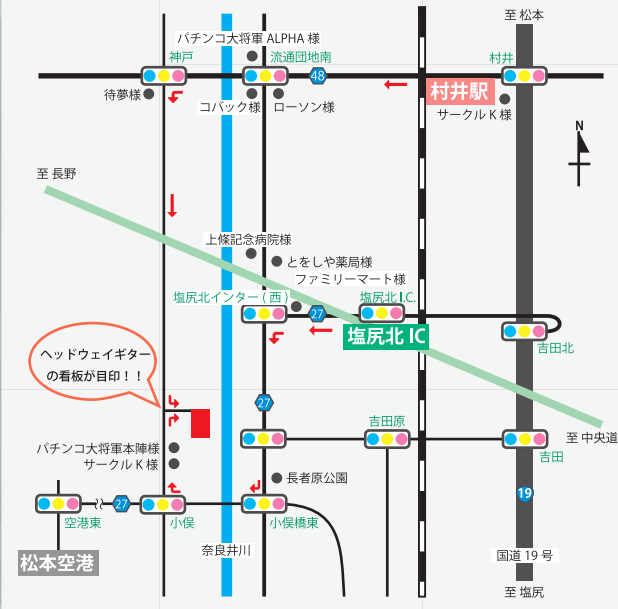 至 松本
パチンコ大将軍 ALPHA 様
神戸
流通団地南
村井
48
待夢様
コバック様
ローソン様
村井駅
サークル K 様
N
至 長野
上條記念病院様
とをしや薬局様
ファミリーマート様
塩尻北インター ( 西 )
塩尻北 I.C.
27
塩尻北 IC
吉田北
ヘッドウェイギター
の看板が目印！！
27
吉田原
至 中央道
パチンコ大将軍本陣様
サークル K 様
吉田
長者原公園
19
27
空港東
小俣
小俣橋東
松本空港
奈良井川
国道 19 号
至 塩尻